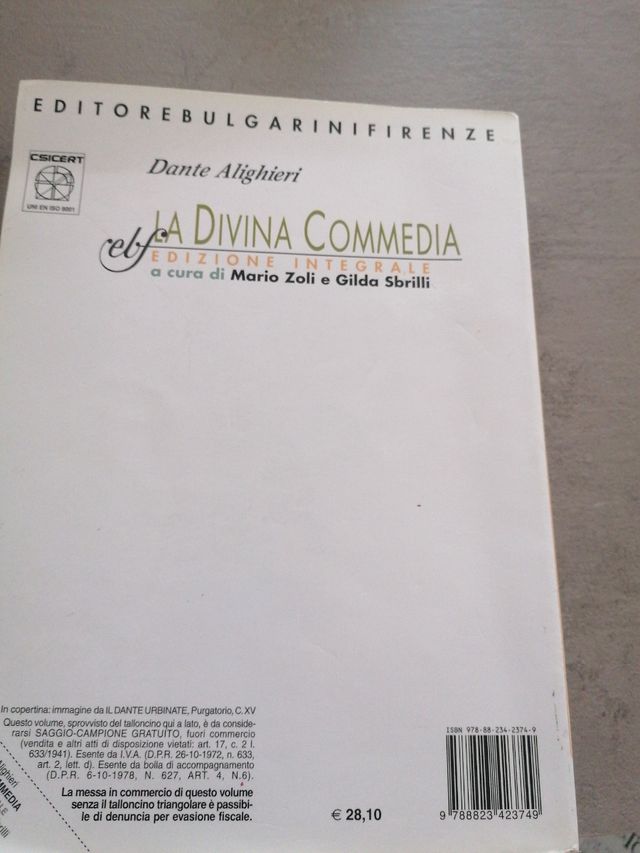 EDITOREBULGARINIFIRENZE
CSICERT
UNI EN ISO 9001
Dante Alighieri
LA DIVINA COMMEDIA
ebf
EDIZIONE INTEGRALE
a cura di Mario Zoli e Gilda Sbrilli
In copertina: immagine da IL DANTE URBINATE, Purgatorio, C. XV
Questo volume, sprovvisto del talloncino qui a lato, è da conside-
rarsi SAGGIO-CAMPIONE GRATUITO, fuori commercio
(vendita e altri atti di disposizione vietati: art. 17, c. 2 l.
633/1941). Esente da I.V.A. (D.P.R. 26-10-1972, n. 633,
art. 2, lett. d). Esente da bolla di accompagnamento
(D.P.R. 6-10-1978, N. 627, ART. 4, N.6).
La messa in commercio di questo volume
senza il talloncino triangolare è passibi-
le di denuncia per evasione fiscale.
€ 28,10
ISBN 978-88-234-2374-9
9 788823 423749